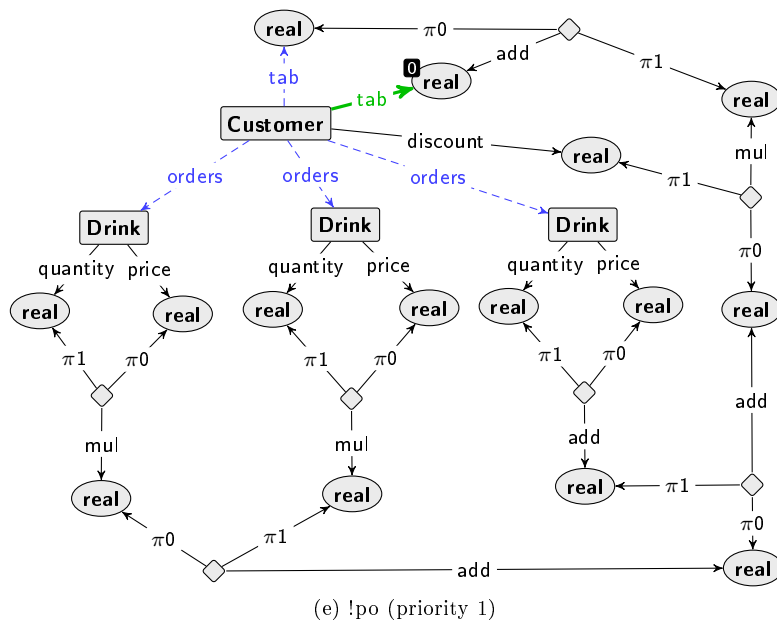 real
π0
add
0
real
π1
real
tab
tab
Customer
discount
real
mul
π1
orders
orders
orders
Drink
Drink
Drink
π0
quantity
price
quantity
price
quantity
price
real
real
real
real
real
real
real
π1
π0
π1
π0
π1
π0
add
mul
mul
add
real
real
real
π1
π0
π0
π1
add
real
(e) !po (priority 1)